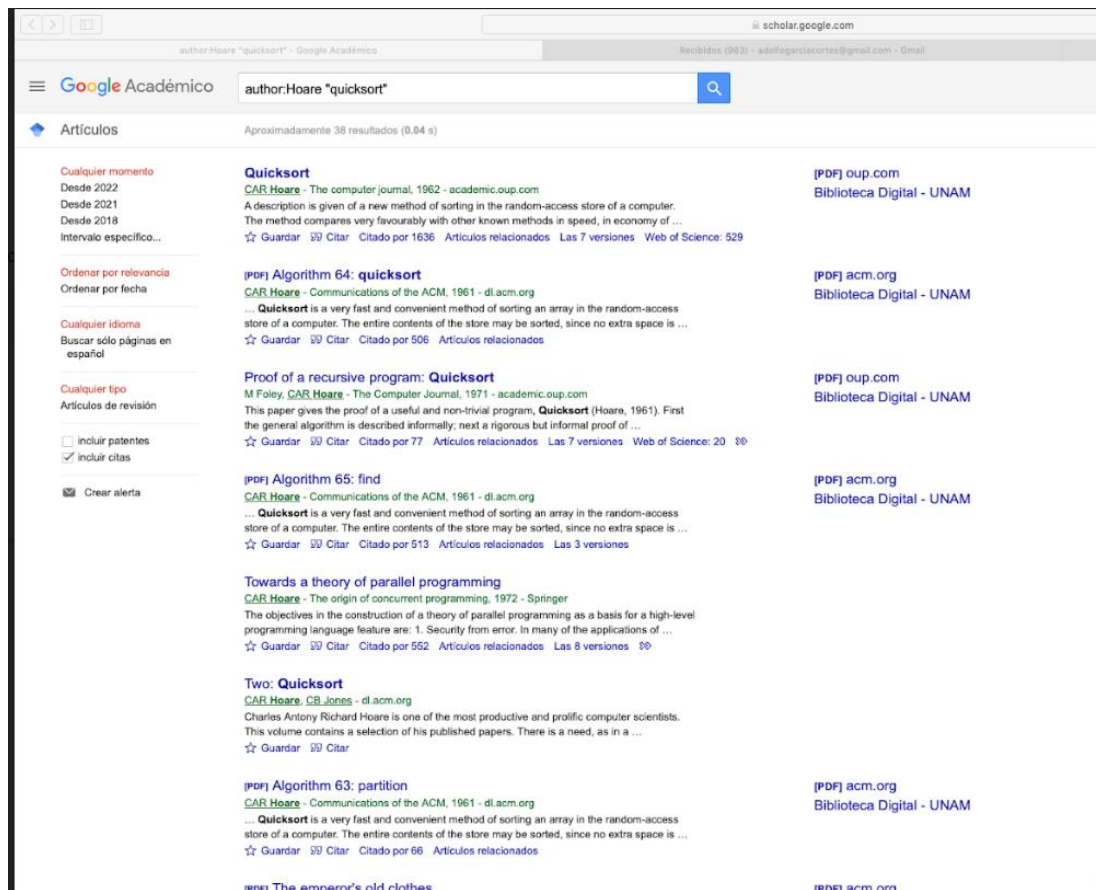 scholar.google.com
author:Hoare "quicksort" - Google Académico
Recibidos (983) - adolfogarciacortes@gmail.com - Gmail
Google Académico
author:Hoare "quicksort"
Artículos
Aproximadamente 38 resultados (0.04 s)
Cualquier momento
Desde 2022
Desde 2021
Desde 2018
Intervalo específico...
Ordenar por relevancia
Ordenar por fecha
Cualquier idioma
Buscar sólo páginas en
español
Cualquier tipo
Artículos de revisión
incluir patentes
incluir citas
Crear alerta
Quicksort
CAR Hoare - The computer journal, 1962 - academic.oup.com
A description is given of a new method of sorting in the random-access store of a computer.
The method compares very favourably with other known methods in speed, in economy of ...
Guardar Citar Citado por 1636 Artículos relacionados Las 7 versiones Web of Science: 529
[PDF] oup.com
Biblioteca Digital - UNAM
[PDF] Algorithm 64: quicksort
CAR Hoare - Communications of the ACM, 1961 - dl.acm.org
... Quicksort is a very fast and convenient method of sorting an array in the random-access
store of a computer. The entire contents of the store may be sorted, since no extra space is ...
Guardar Citar Citado por 506 Artículos relacionados
[PDF] acm.org
Biblioteca Digital - UNAM
Proof of a recursive program: Quicksort
M Foley, CAR Hoare - The Computer Journal, 1971 - academic.oup.com
This paper gives the proof of a useful and non-trivial program, Quicksort (Hoare, 1961). First
the general algorithm is described informally; next a rigorous but informal proof of ...
Guardar Citar Citado por 77 Artículos relacionados Las 7 versiones Web of Science: 20
[PDF] oup.com
Biblioteca Digital - UNAM
[PDF] Algorithm 65: find
CAR Hoare - Communications of the ACM, 1961 - dl.acm.org
... Quicksort is a very fast and convenient method of sorting an array in the random-access
store of a computer. The entire contents of the store may be sorted, since no extra space is ...
Guardar Citar Citado por 513 Artículos relacionados Las 3 versiones
[PDF] acm.org
Biblioteca Digital - UNAM
Towards a theory of parallel programming
CAR Hoare - The origin of concurrent programming, 1972 - Springer
The objectives in the construction of a theory of parallel programming as a basis for a high-level
programming language feature are: 1. Security from error. In many of the applications of ...
Guardar Citar Citado por 552 Artículos relacionados Las 8 versiones
Two: Quicksort
CAR Hoare, CB Jones - dl.acm.org
Charles Antony Richard Hoare is one of the most productive and prolific computer scientists.
This volume contains a selection of his published papers. There is a need, as in a ...
Guardar Citar
[PDF] Algorithm 63: partition
CAR Hoare - Communications of the ACM, 1961 - dl.acm.org
... Quicksort is a very fast and convenient method of sorting an array in the random-access
store of a computer. The entire contents of the store may be sorted, since no extra space is ...
Guardar Citar Citado por 66 Artículos relacionados
[PDF] acm.org
Biblioteca Digital - UNAM
[PDF] The emperor's old clothes
[PDF] acm.org